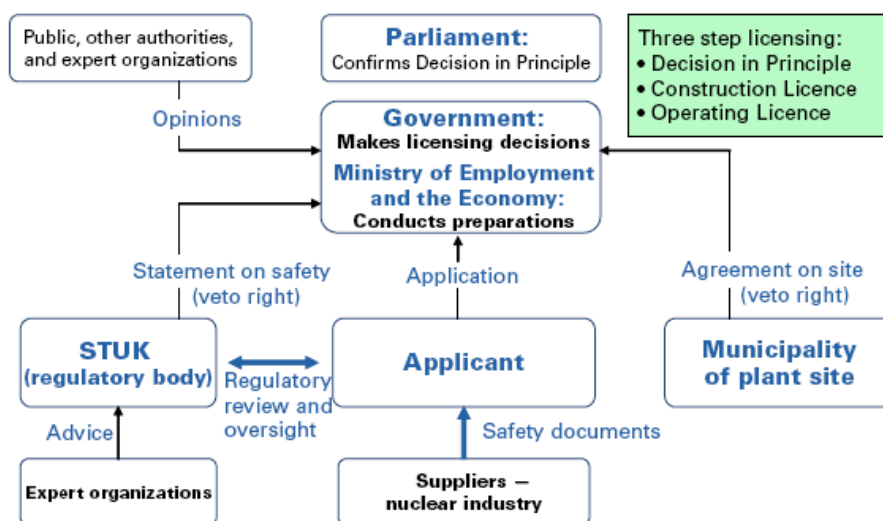 Public, other authorities,
and expert organizations
Parliament:
Confirms Decision in Principle
Three step licensing:
• Decision in Principle
• Construction Licence
• Operating Licence
Opinions
Government:
Makes licensing decisions
Ministry of Employment
and the Economy:
Conducts preparations
Statement on safety
(veto right)
Application
Agreement on site
(veto right)
STUK
(regulatory body)
Regulatory
review and
oversight
Applicant
Municipality
of plant site
Advice
Safety documents
Expert organizations
Suppliers —
nuclear industry